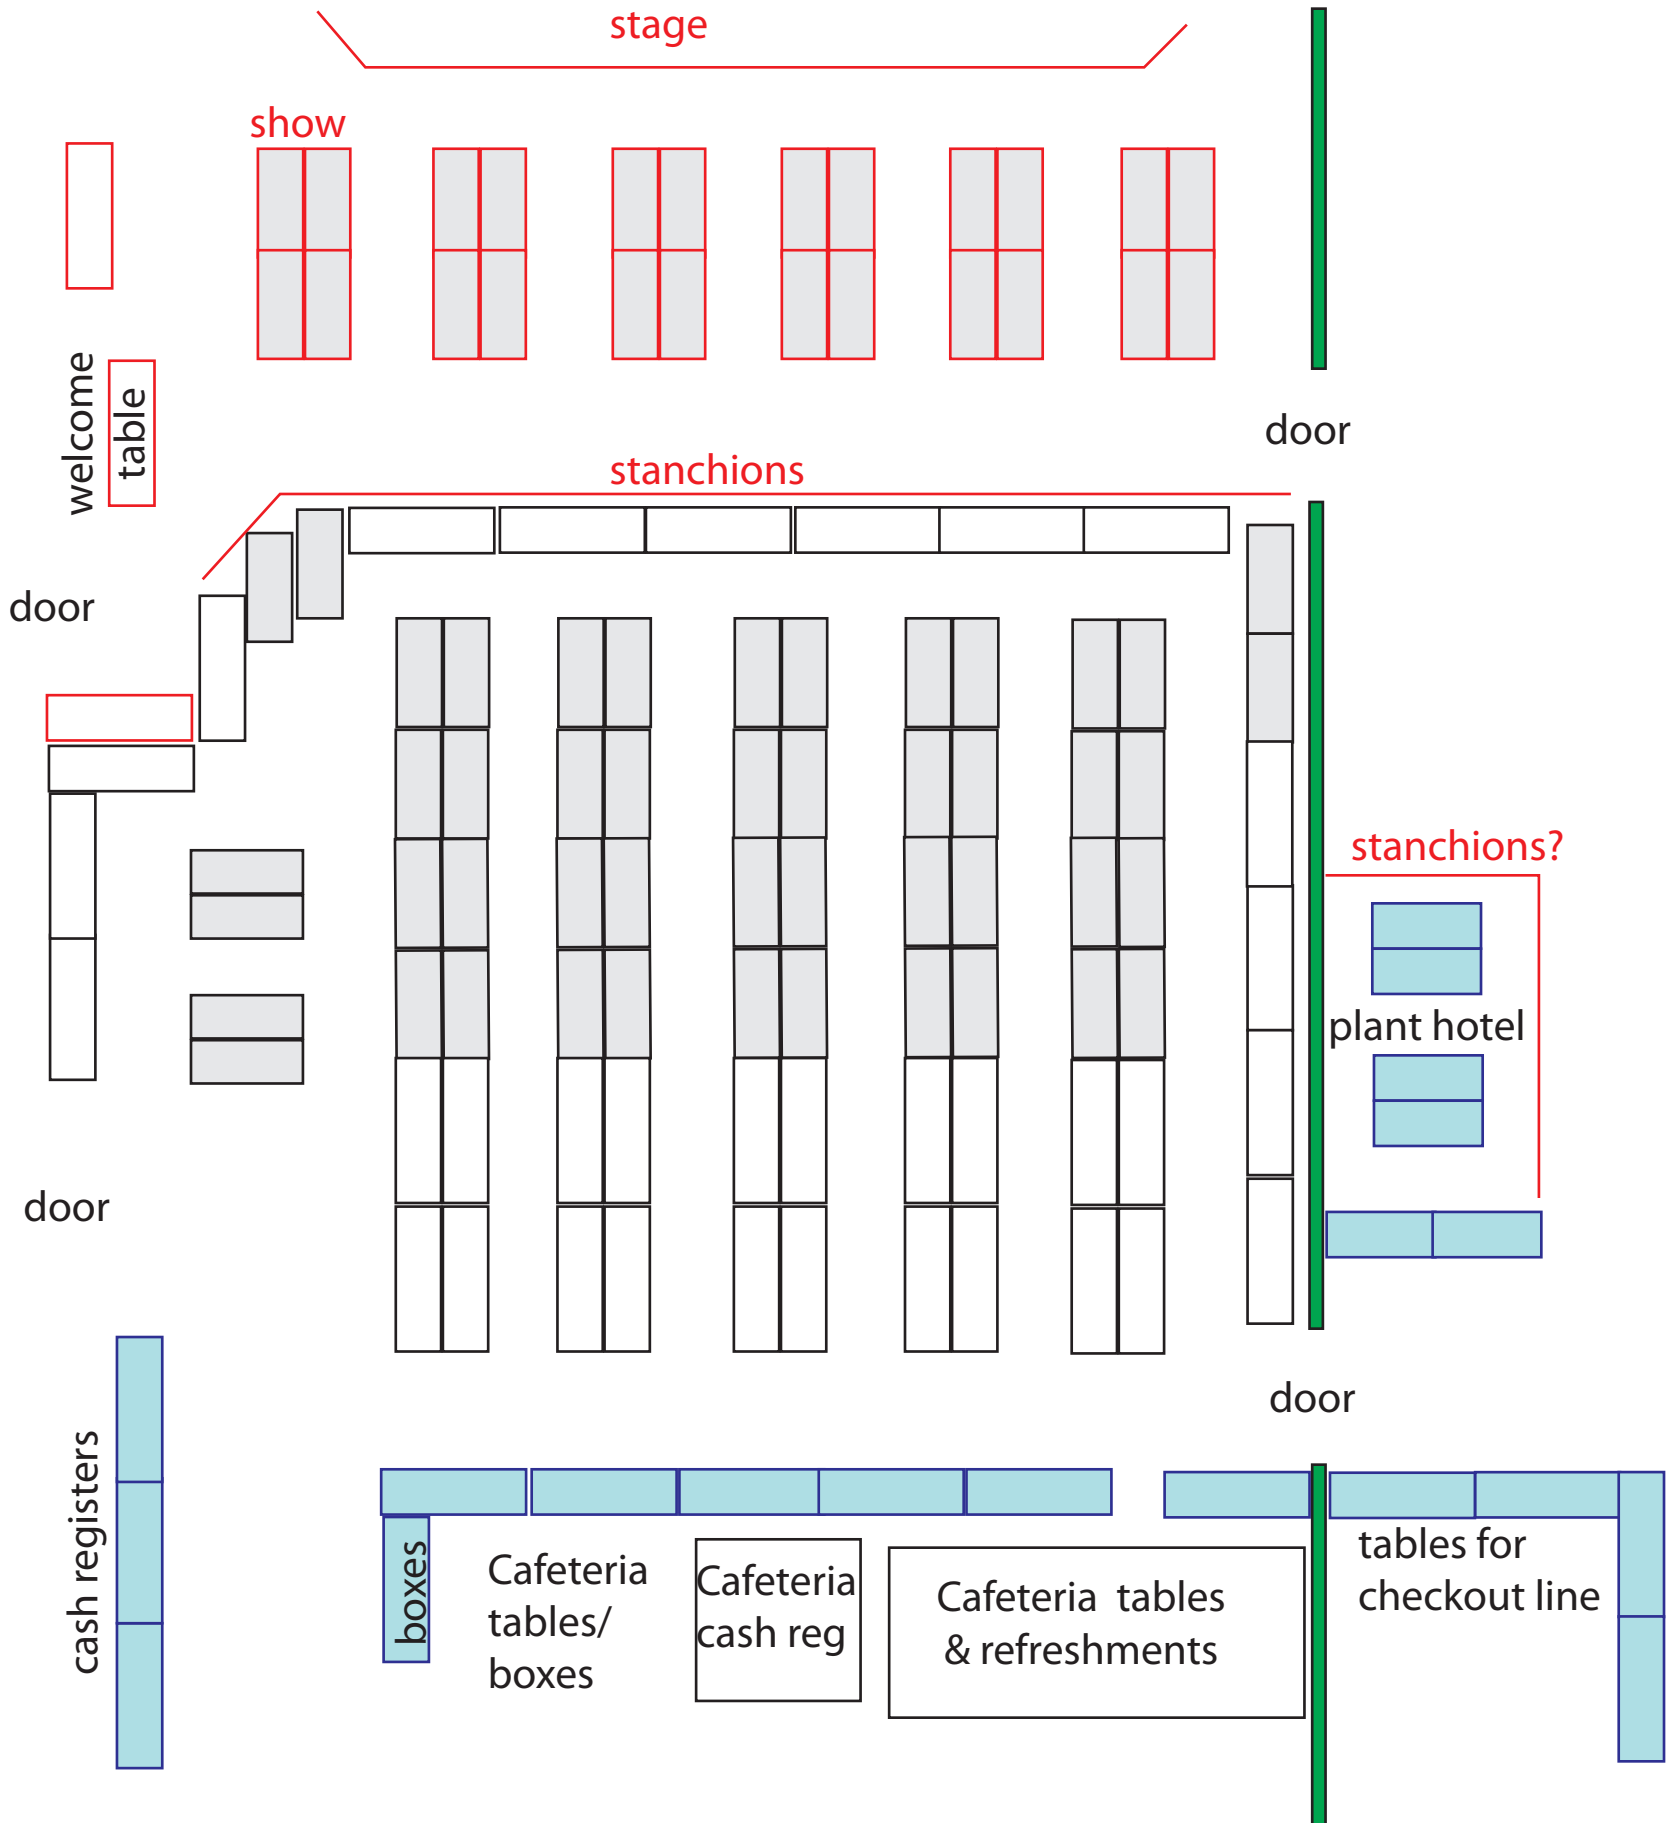 stage
show
welcome
table
door
stanchions
door
stanchions?
plant hotel
door
door
cash registers
boxes
Cafeteria
tables/
boxes
Cafeteria
cash reg
Cafeteria tables
& refreshments
tables for
checkout line